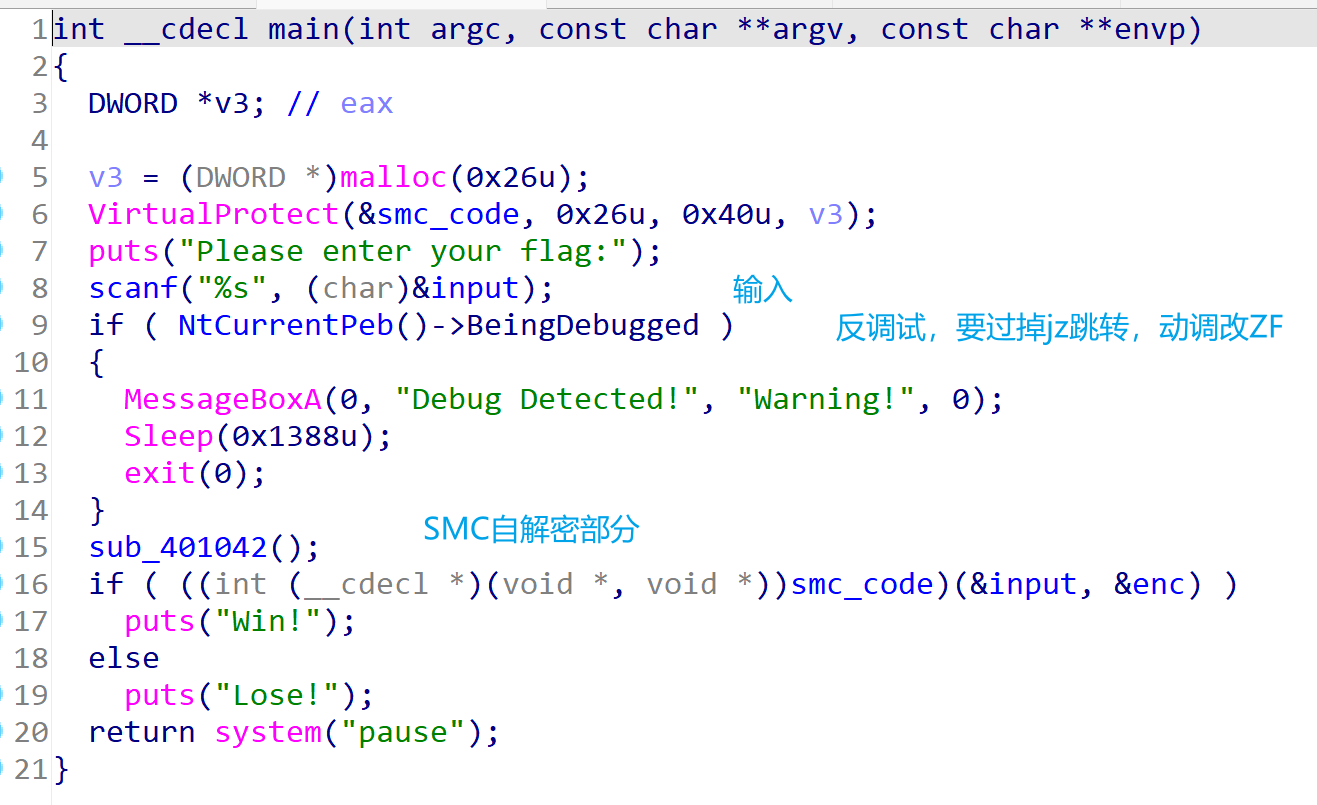 1 int __cdecl main(int argc, const char **argv, const char **envp)
2 {
3   DWORD *v3; // eax
4
5   v3 = (DWORD *)malloc(0x26u);
6   VirtualProtect(&smc_code, 0x26u, 0x40u, v3);
7   puts("Please enter your flag:");
8   scanf("%s", (char)&input); 输入
9   if ( NtCurrentPeb()->BeingDebugged ) 反调试，要过掉jz跳转，动调改ZF
10   {
11     MessageBoxA(0, "Debug Detected!", "Warning!", 0);
12     Sleep(0x1388u);
13     exit(0);
14   }
SMC自解密部分
15   sub_401042();
16   if ( ((int (__cdecl *)(void *, void *))smc_code)(&input, &enc) )
17     puts("Win!");
18   else
19     puts("Lose!");
20   return system("pause");
21 }